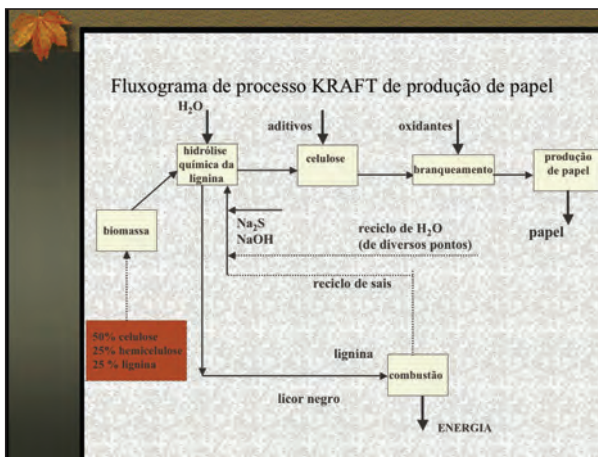 Fluxograma de processo KRAFT de produção de papel
H₂O
aditivos
oxidantes
hidrólise
química da
lignina
celulose
branqueamento
produção
de papel
biomassa
Na₂S
NaOH
reciclo de H₂O
(de diversos pontos)
papel
reciclo de sais
50% celulose
25% hemicelulose
25 % lignina
lignina
combustão
licor negro
ENERGIA